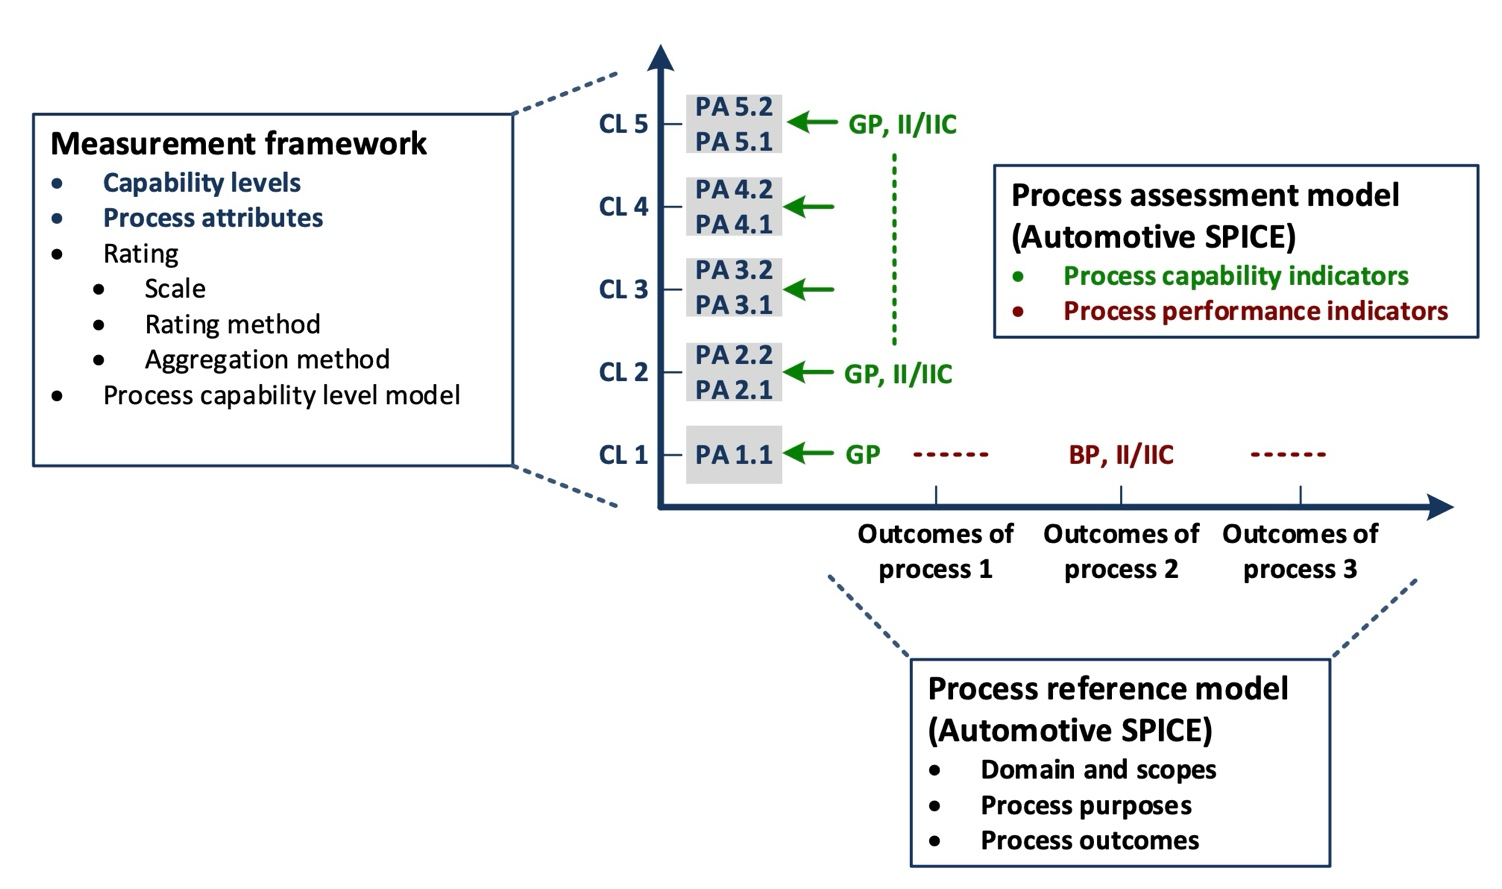 Measurement framework
• Capability levels
• Process attributes
• Rating
• Scale
• Rating method
• Aggregation method
• Process capability level model
CL 5
PA 5.2
PA 5.1
GP, II/IIC
CL 4
PA 4.2
PA 4.1
CL 3
PA 3.2
PA 3.1
CL 2
PA 2.2
PA 2.1
GP, II/IIC
CL 1
PA 1.1
GP
BP, II/IIC
Process assessment model
(Automotive SPICE)
• Process capability indicators
• Process performance indicators
Outcomes of
process 1
Outcomes of
process 2
Outcomes of
process 3
Process reference model
(Automotive SPICE)
• Domain and scopes
• Process purposes
• Process outcomes